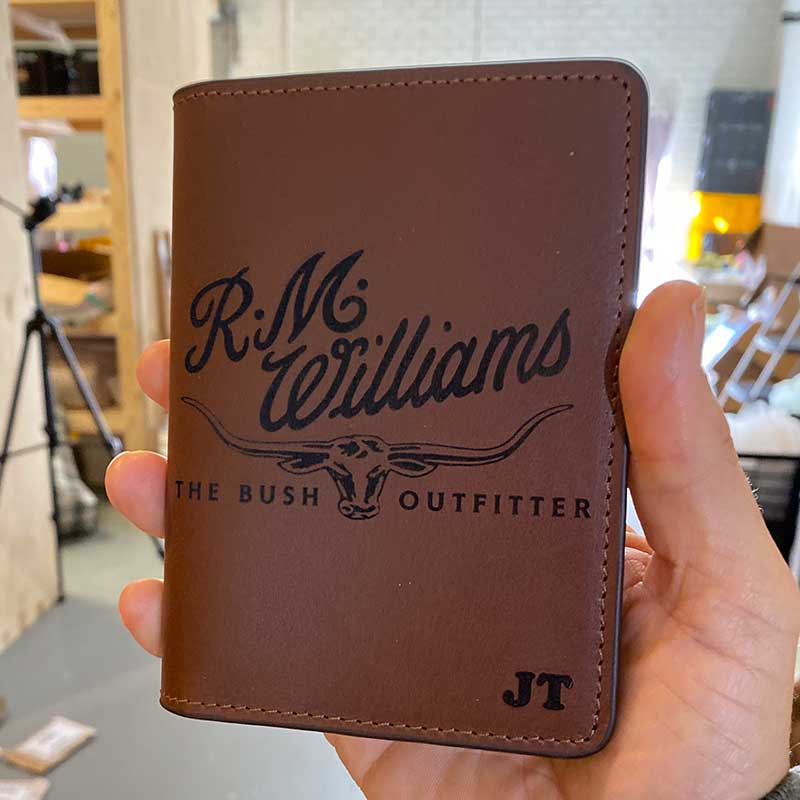 R.M.
Williams
THE BUSH OUTFITTER
JT